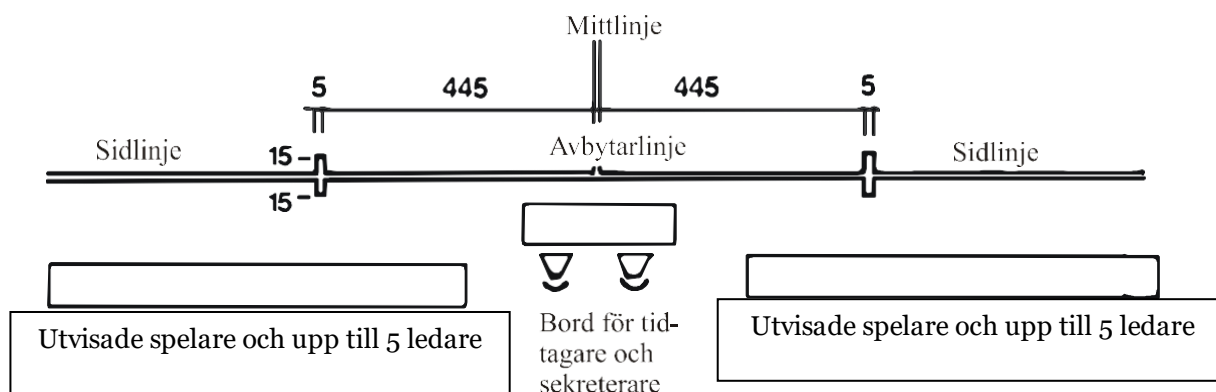 Mittlinje
5 445 445 5
Sidlinje 15 Avbytarlinje Sidlinje
15
Utvisade spelare och upp till 5 ledare
Bord för tid-
tagare och
sekreterare
Utvisade spelare och upp till 5 ledare